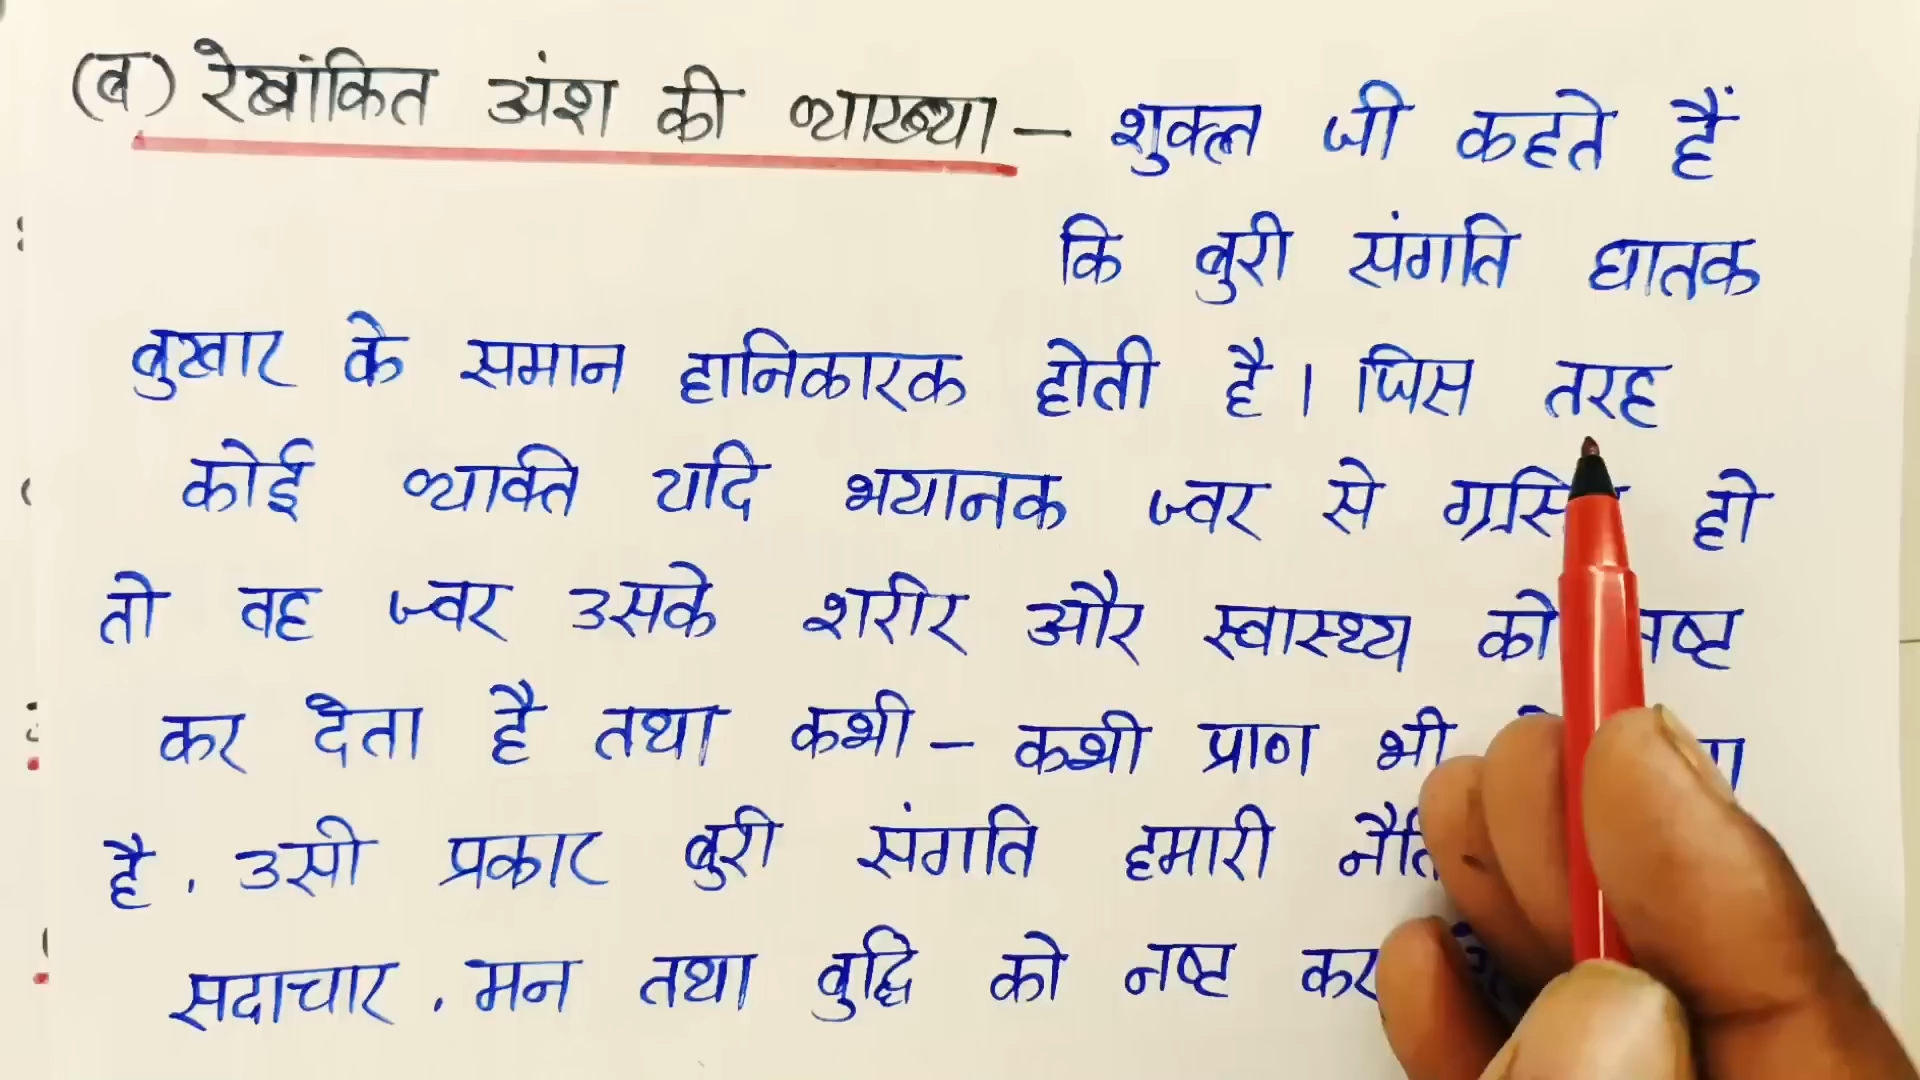 (ब) रेखांकित अंश की व्याख्या – शुक्ल जी कहते हैं
कि बुरी संगति घातक
बुखार के समान हानिकारक होती है। जिस तरह
कोई व्यक्ति यदि भयानक ज्वर से हो
तो वह ज्वर उसके शरीर और स्वास्थ्य को नष्ट
कर देता है तथा कभी – कभी प्राण भी
है, उसी प्रकार बुरी संगति हमारी
सदाचार, मन तथा बुद्धि को नष्ट कर